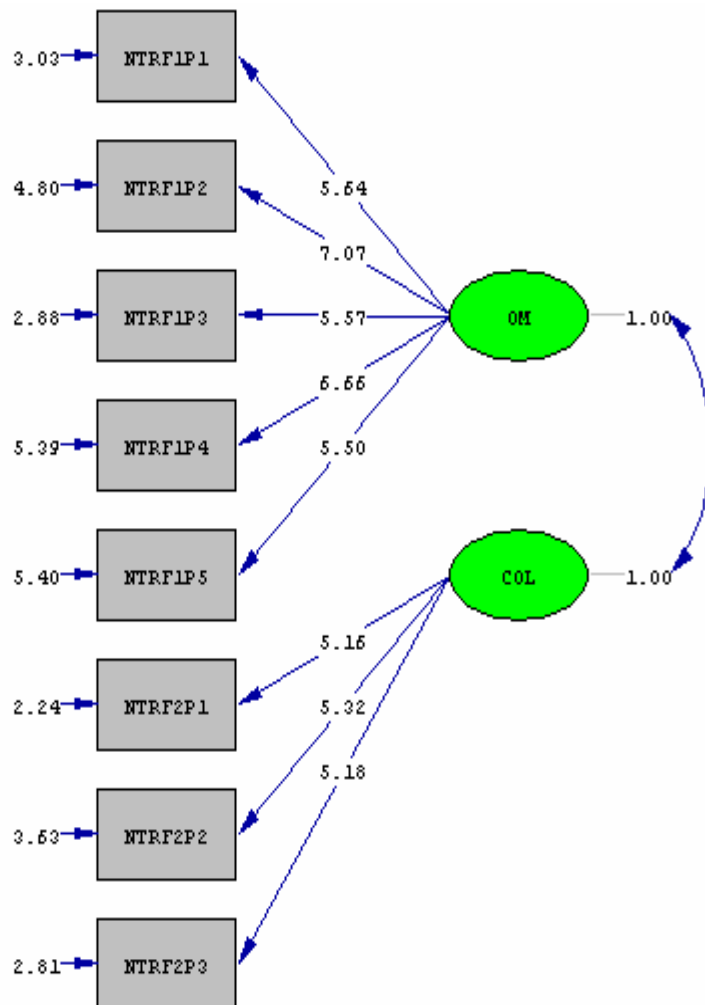 3.03 NTRF1P1
5.64
4.80 NTRF1P2
7.07
2.88 NTRF1P3 5.57 OM 1.00
6.66
5.39 NTRF1P4 5.50
5.40 NTRF1P5 COL 1.00
5.16
2.24 NTRF2P1 5.32
5.18
3.63 NTRF2P2
2.81 NTRF2P3